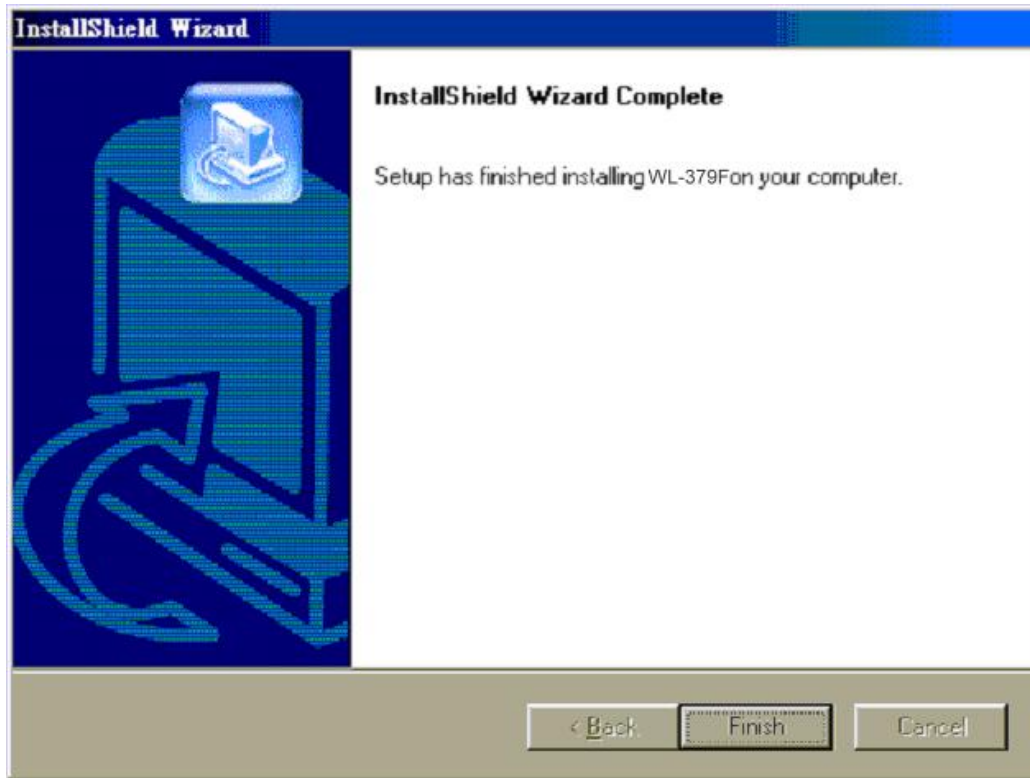 InstallShield Wizard
InstallShield Wizard Complete
Setup has finished installing WL-379Fon your computer.
< Back
Finish
Cancel